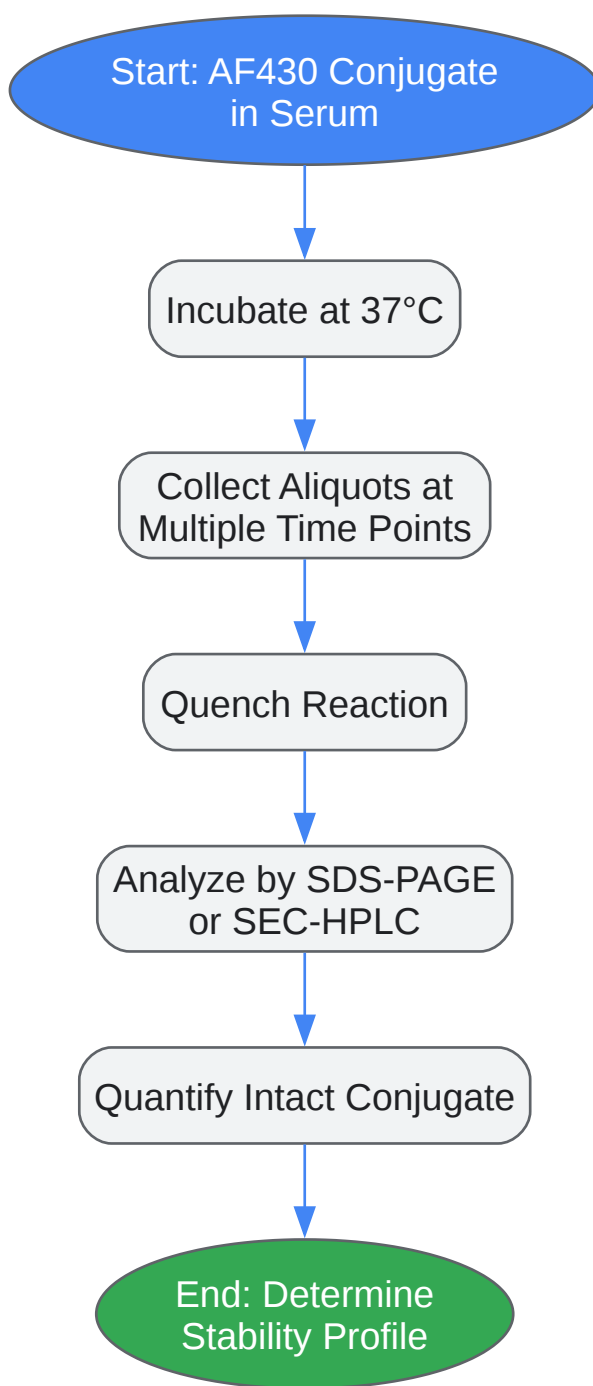 Start: AF430 Conjugate
in Serum
Incubate at 37°C
Collect Aliquots at
Multiple Time Points
Quench Reaction
Analyze by SDS-PAGE
or SEC-HPLC
Quantify Intact Conjugate
End: Determine
Stability Profile